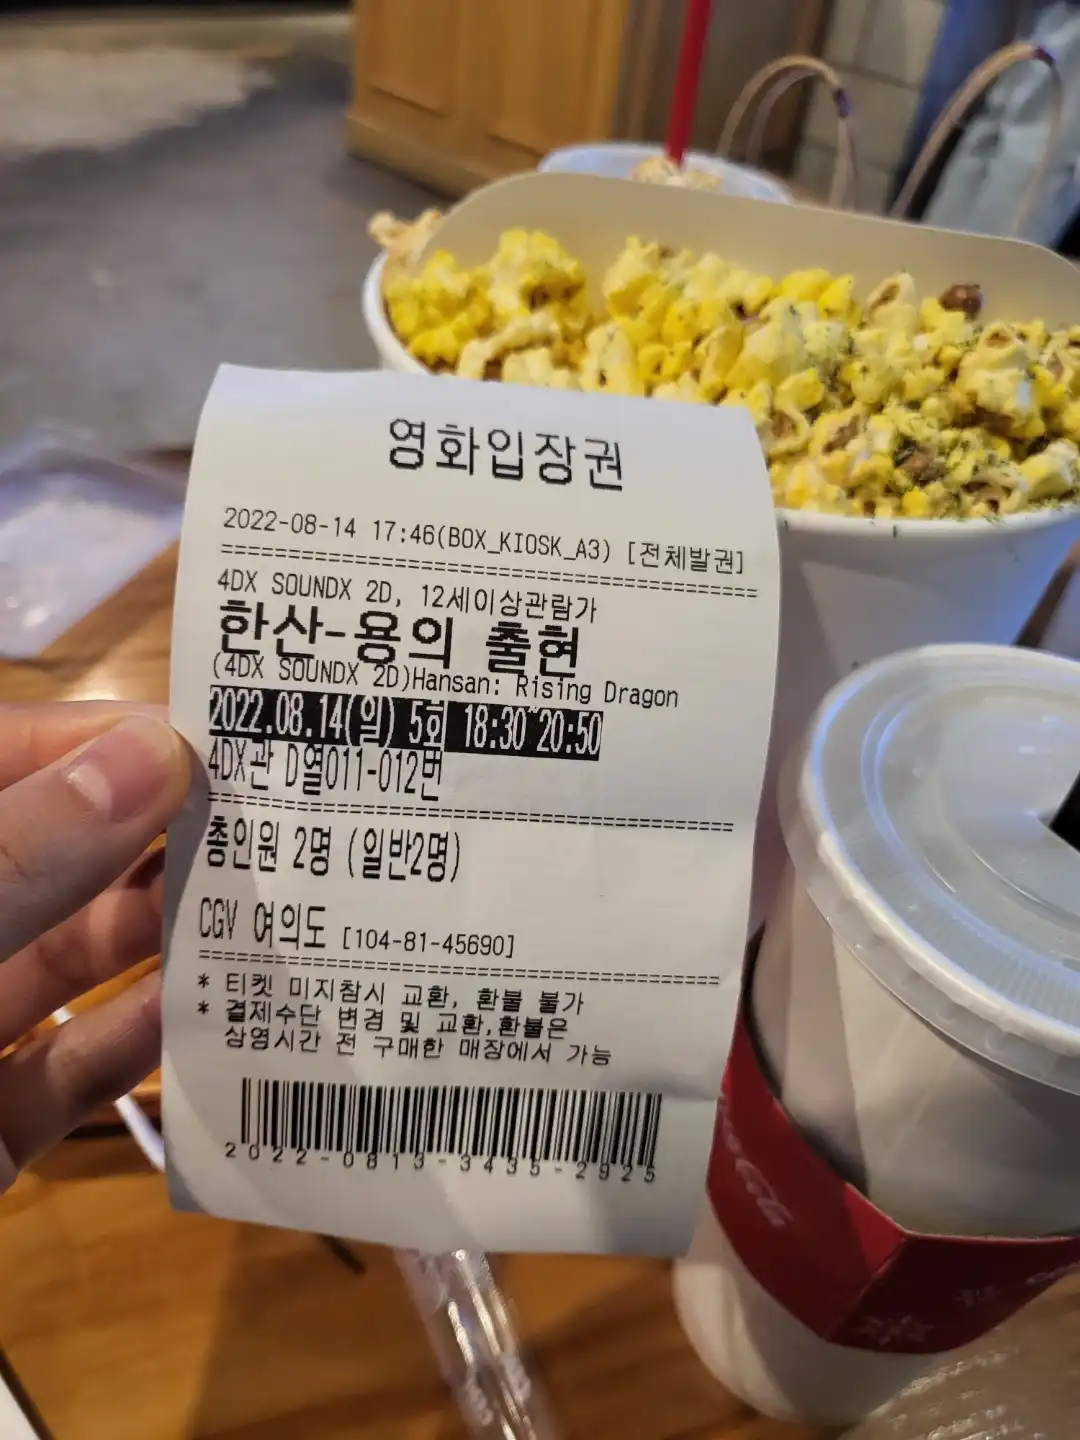 영화입장권
2022-08-14 17:46(BOX_KIOSK_A3) [전체발권]
4DX SOUNDX 2D, 12세이상관람가
한산-용의 출현
(4DX SOUNDX 2D)Hansan: Rising Dragon
2022.08.14(일) 5회 18:30~20:50
4DX관 D열011-012번
총인원 2명 (일반2명)
CGV 여의도 [104-81-45690]
* 티켓 미지참시 교환, 환불 불가
* 결제수단 변경 및 교환,환불은
상영시간 전 구매한 매장에서 가능
2022-0813-3435-2925